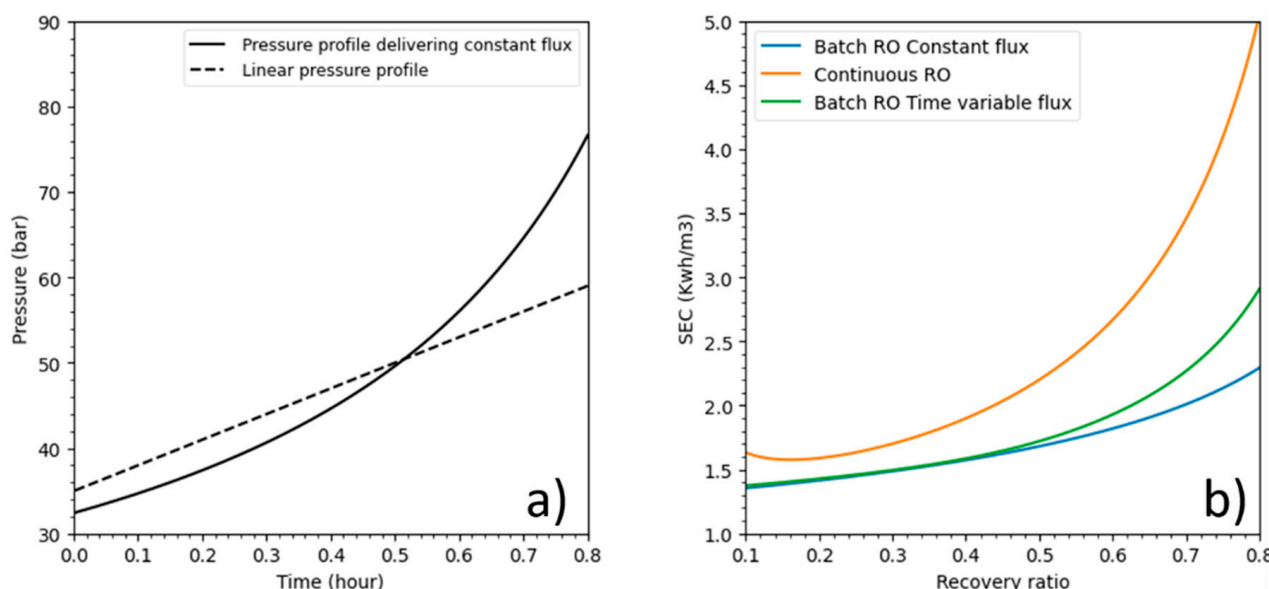 90
80
70
60
50
40
30
Pressure (bar)
Pressure profile delivering constant flux
Linear pressure profile
a)
0.0 0.1 0.2 0.3 0.4 0.5 0.6 0.7 0.8
Time (hour)
5.0
4.5
4.0
3.5
3.0
2.5
2.0
1.5
1.0
SEC (Kwh/m3)
Batch RO Constant flux
Continuous RO
Batch RO Time variable flux
b)
0.1 0.2 0.3 0.4 0.5 0.6 0.7 0.8
Recovery ratio